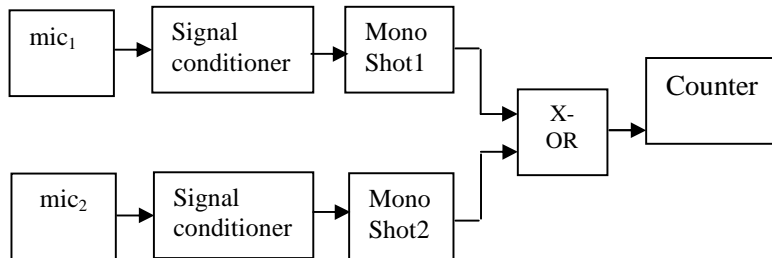 mic₁
Signal
conditioner
Mono
Shot1
X-
OR
Counter
mic₂
Signal
conditioner
Mono
Shot2